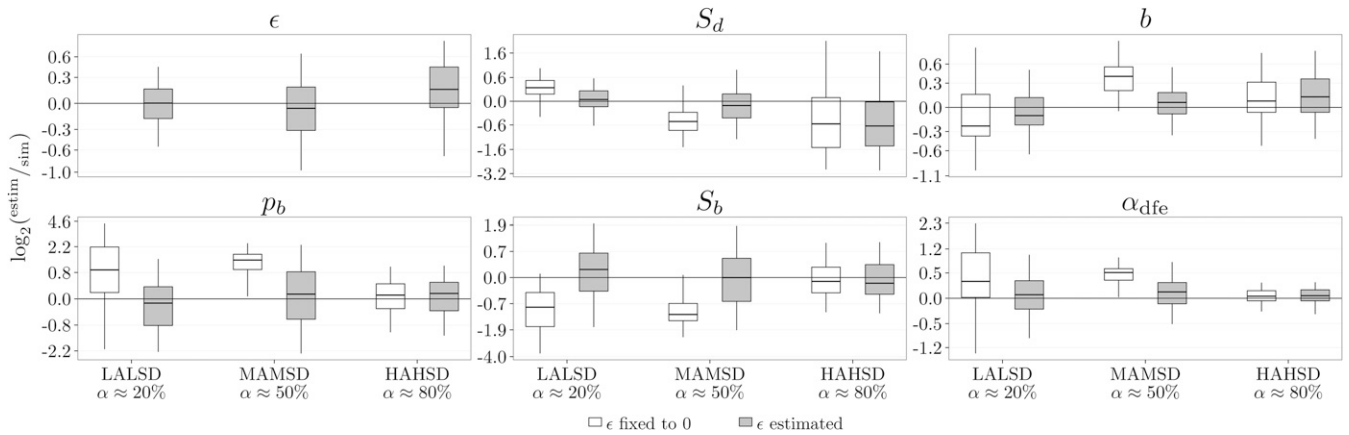 ϵ
S_d
b
log₂(estim/sim)
0.6
0.3
0.0
-0.3
-0.6
-1.0
1.6
0.6
0.0
-0.6
-1.6
-3.2
0.6
0.3
0.0
-0.3
-0.6
-1.1
p_b
S_b
α_dfe
4.6
2.2
0.8
0.0
-0.8
-2.2
1.9
0.7
0.0
-0.7
-1.9
-4.0
2.3
1.2
0.5
0.0
-0.5
-1.2
LALSD MAMSD HAHSD
α ≈ 20% α ≈ 50% α ≈ 80%
LALSD MAMSD HAHSD
α ≈ 20% α ≈ 50% α ≈ 80%
LALSD MAMSD HAHSD
α ≈ 20% α ≈ 50% α ≈ 80%
ϵ fixed to 0 ϵ estimated